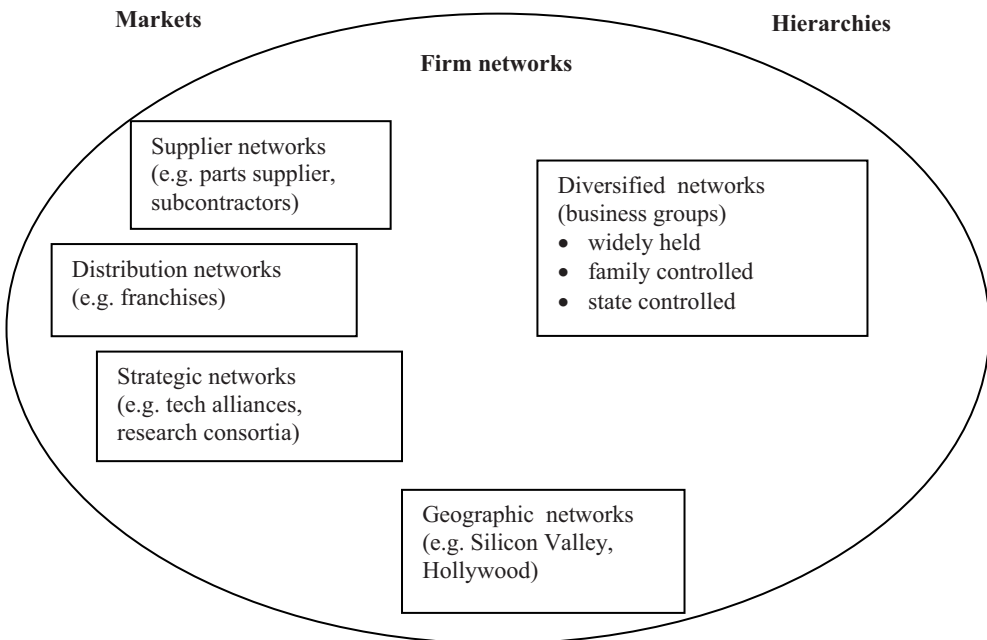 Markets
Hierarchies
Firm networks
Supplier networks
(e.g. parts supplier,
subcontractors)
Diversified networks
(business groups)
• widely held
• family controlled
• state controlled
Distribution networks
(e.g. franchises)
Strategic networks
(e.g. tech alliances,
research consortia)
Geographic networks
(e.g. Silicon Valley,
Hollywood)